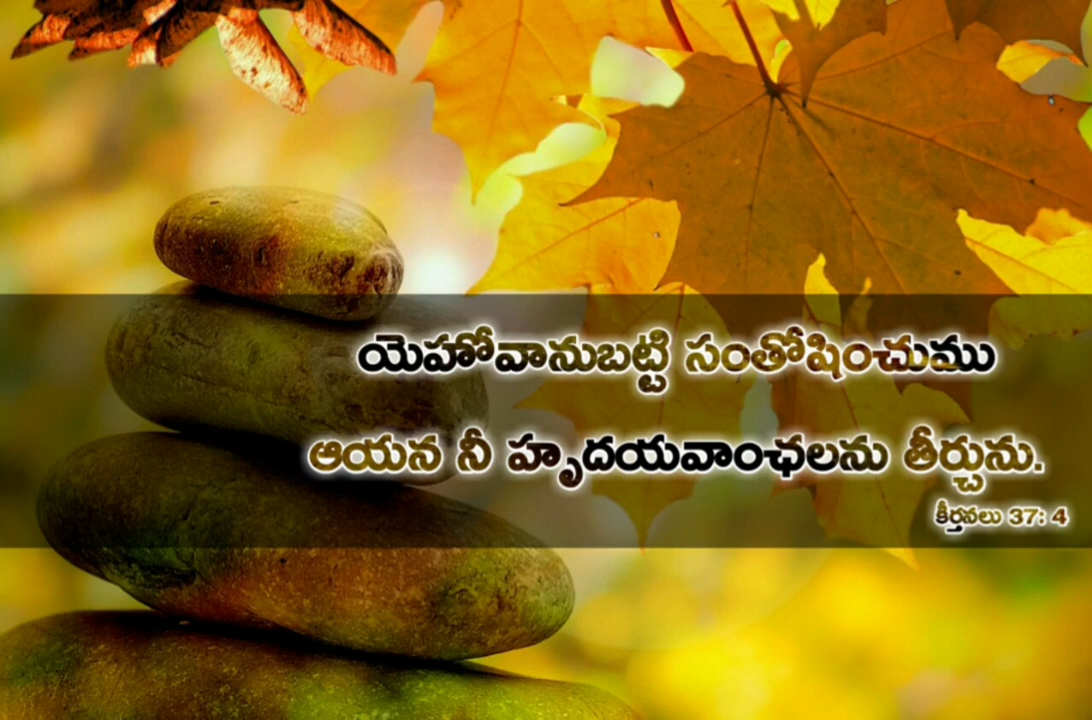 యెహోవానుబట్టి సంతోషించుము
ఆయన నీ హృదయవాంఛలను తీర్చును.
కీర్తనలు 37: 4